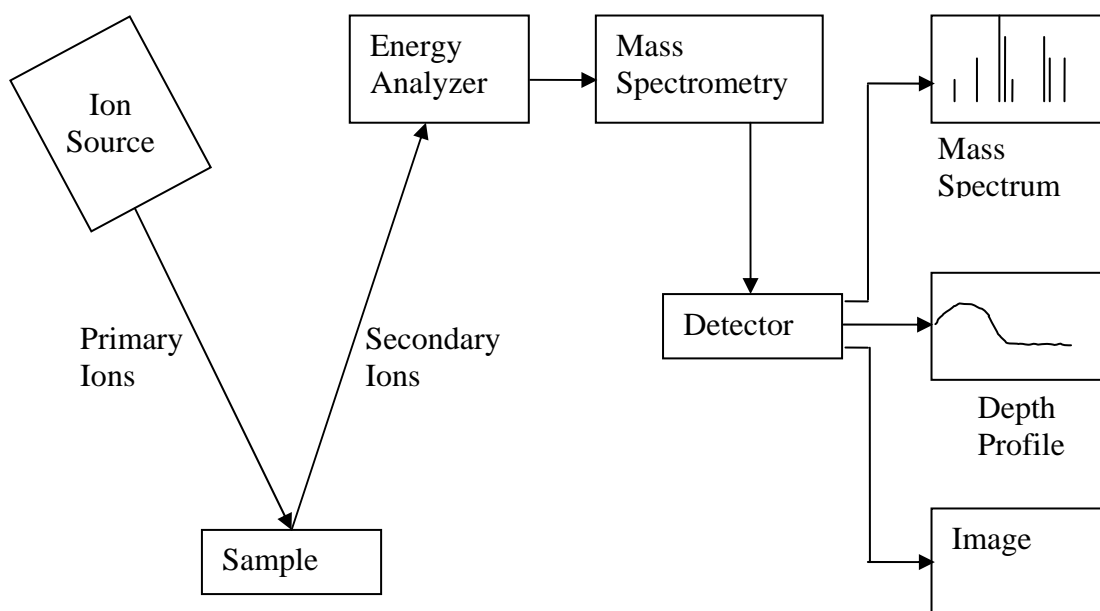 Ion
Source
Energy
Analyzer
Mass
Spectrometry
Mass
Spectrum
Primary
Ions
Secondary
Ions
Detector
Depth
Profile
Sample
Image